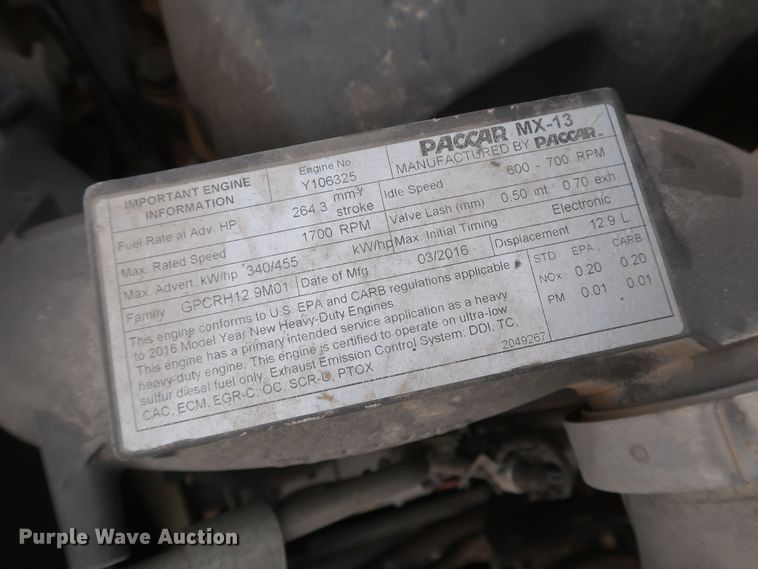 IMPORTANT ENGINE INFORMATION
Engine No. Y106325
PACCAR MX-13
MANUFACTURED BY PACCAR
Fuel Rate at Adv. HP 264.3 mm³/stroke
Idle Speed 600 - 700 RPM
Max. Rated Speed 1700 RPM
Valve Lash (mm) 0.50 int 0.70 exh.
Max. Advert. kW/hp 340/455 kW/hp
Max. Initial Timing Electronic
Family GPCRH12.9M01
Date of Mfg 03/2016
Displacement 12.9 L
This engine conforms to U.S. EPA and CARB regulations applicable
to 2016 Model Year New Heavy-Duty Engines.
This engine has a primary intended service application as a heavy
heavy-duty engine. This engine is certified to operate on ultra-low
sulfur diesel fuel only. Exhaust Emission Control System: DDI, TC,
CAC, ECM, EGR-C, OC, SCR-U, PTOX
2049267
STD EPA CARB
NOx 0.20 0.20
PM 0.01 0.01
Purple Wave Auction